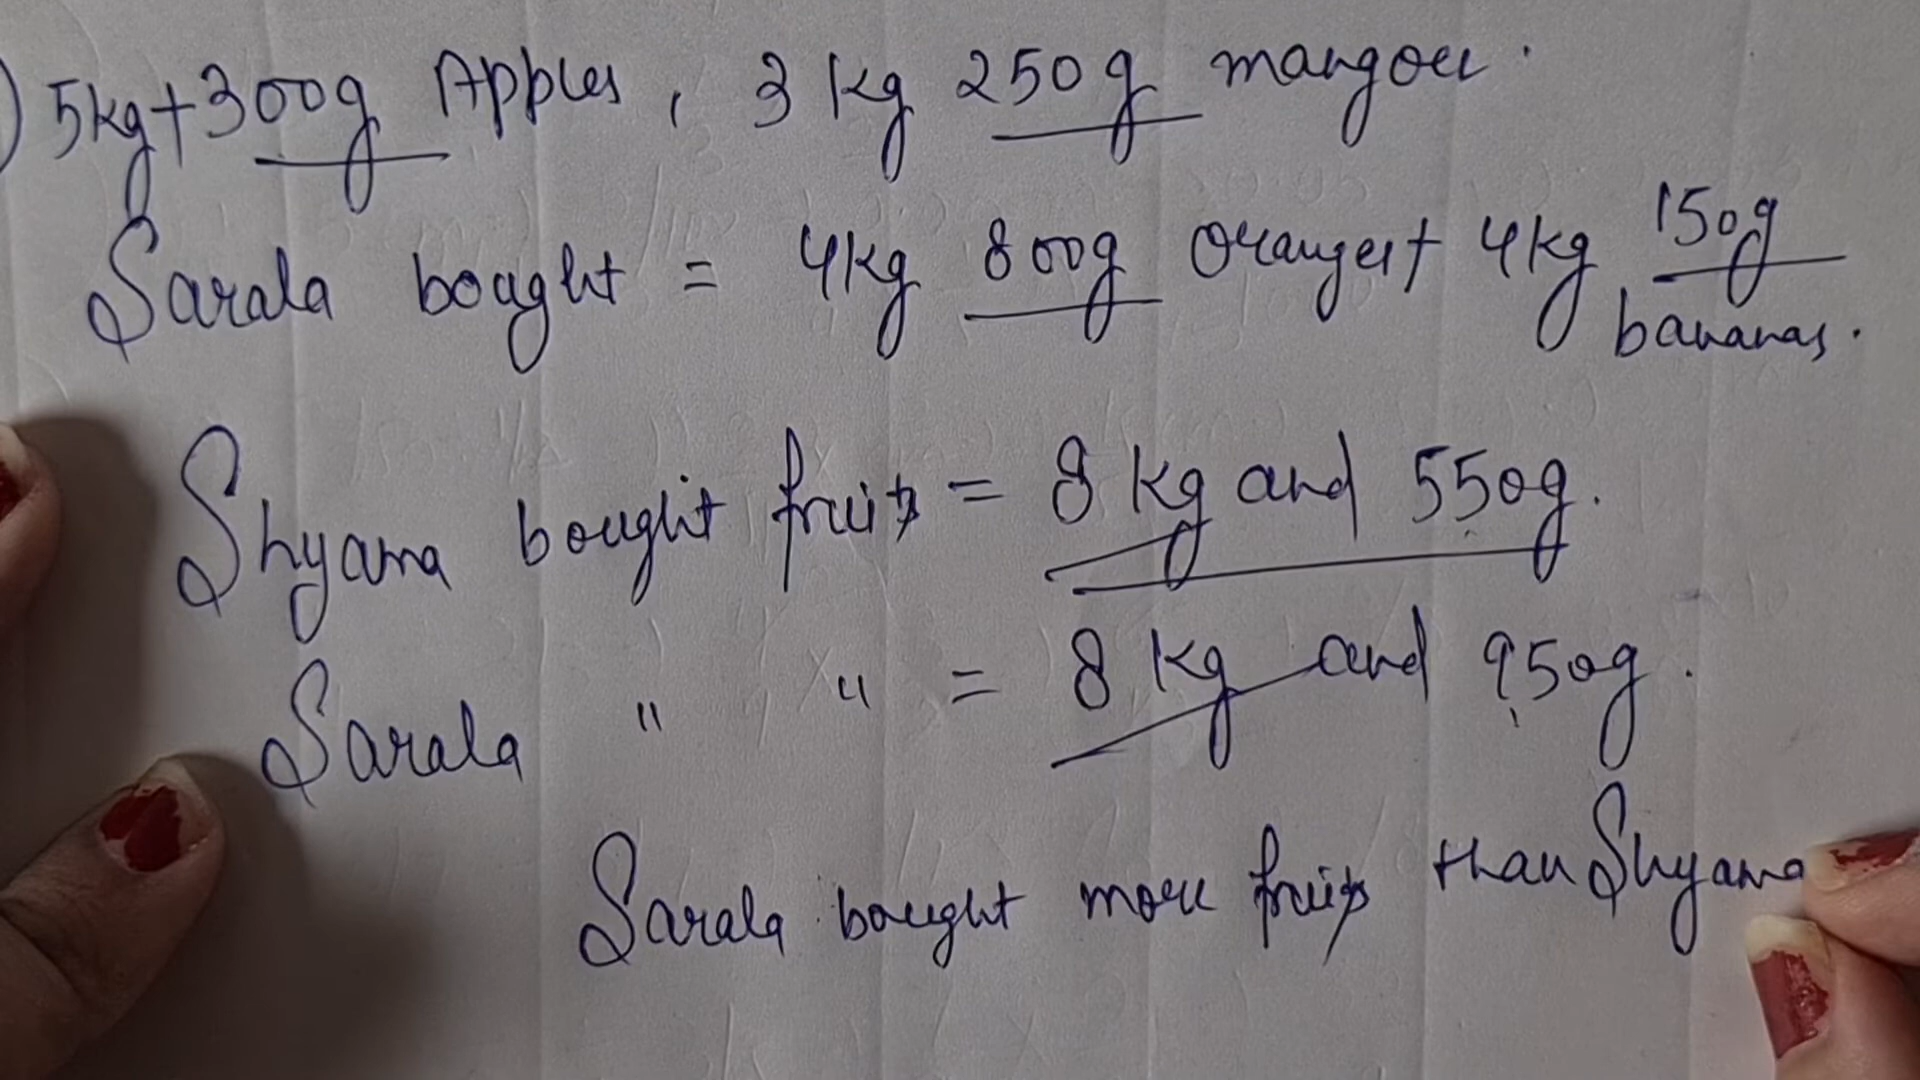 ) 5kg+300g Apples, 3 kg 250g mangoes.
Sarala bought = 4kg 800g oranges + 4kg 150g
bananas.
Shyama bought fruits = 8 kg and 550g.
Sarala " " = 8 kg and 950g.
Sarala bought more fruits than Shyama